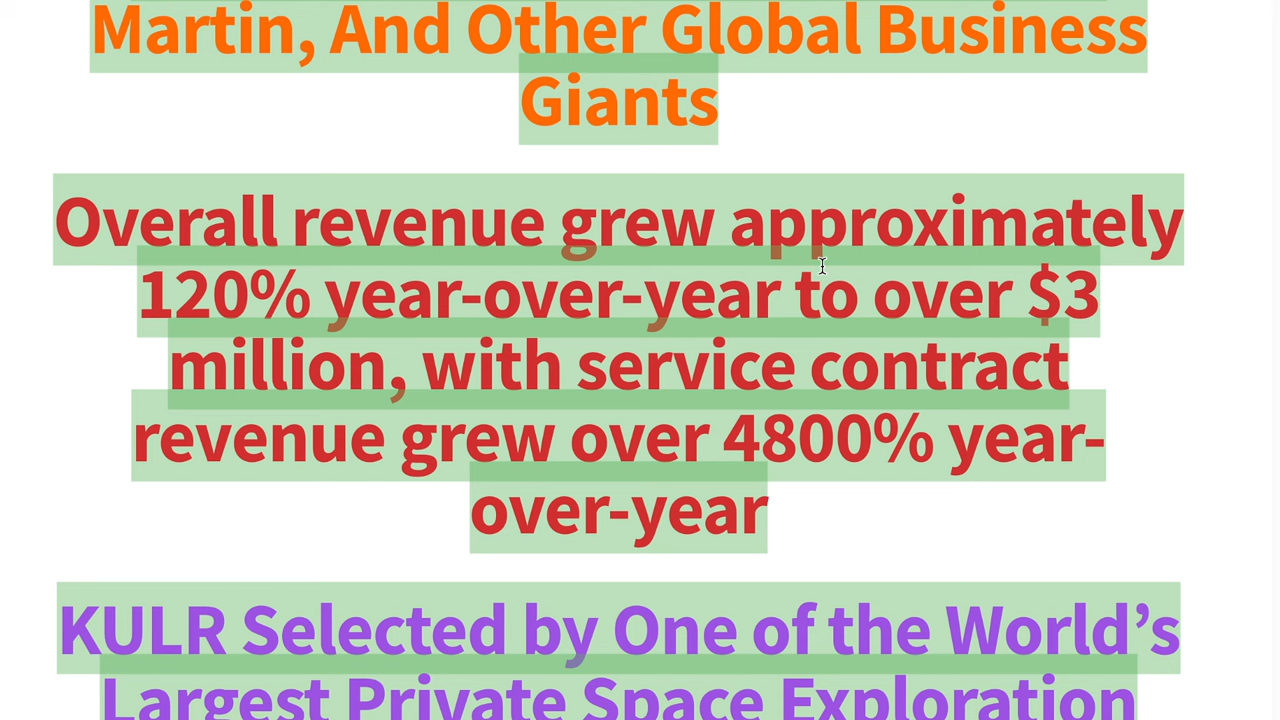 Martin, And Other Global Business
Giants
Overall revenue grew approximately
120% year-over-year to over $3
million, with service contract
revenue grew over 4800% year-
over-year
KULR Selected by One of the World’s
Largest Private Space Exploration